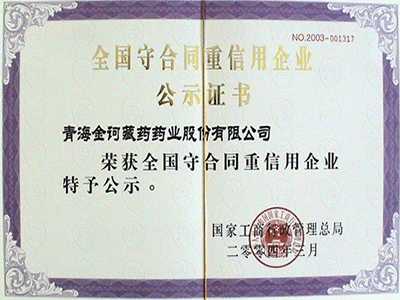 NO.2003-001317
全国守合同重信用企业
公示证书
青海金诃藏药药业股份有限公司
荣获全国守合同重信用企业
特予公示。
国家工商行政管理总局
二〇〇四年三月